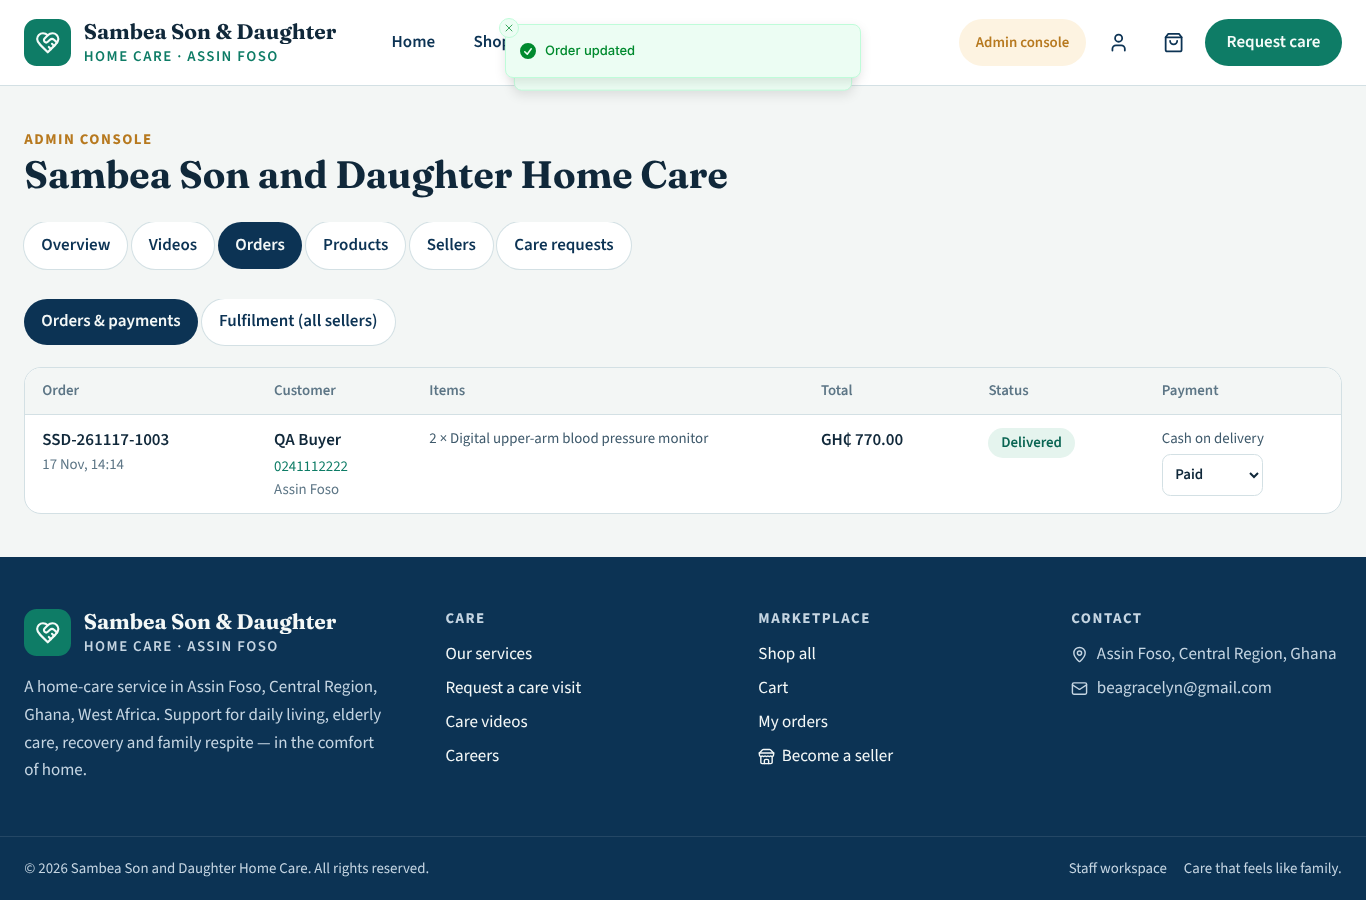 Sambea Son & Daughter
HOME CARE · ASSIN FOSO
Home
Order updated
Admin console
Request care
ADMIN CONSOLE
Sambea Son and Daughter Home Care
Overview
Videos
Orders
Products
Sellers
Care requests
Orders & payments
Fulfilment (all sellers)
Order Customer Items Total Status Payment
SSD-261117-1003
17 Nov, 14:14
QA Buyer
0241112222
Assin Foso
2 × Digital upper-arm blood pressure monitor
GH₵ 770.00
Delivered
Cash on delivery
Paid
Sambea Son & Daughter
HOME CARE · ASSIN FOSO
A home-care service in Assin Foso, Central Region,
Ghana, West Africa. Support for daily living, elderly
care, recovery and family respite — in the comfort
of home.
CARE
Our services
Request a care visit
Care videos
Careers
MARKETPLACE
Shop all
Cart
My orders
Become a seller
CONTACT
Assin Foso, Central Region, Ghana
beagracelyn@gmail.com
© 2026 Sambea Son and Daughter Home Care. All rights reserved.
Staff workspace
Care that feels like family.